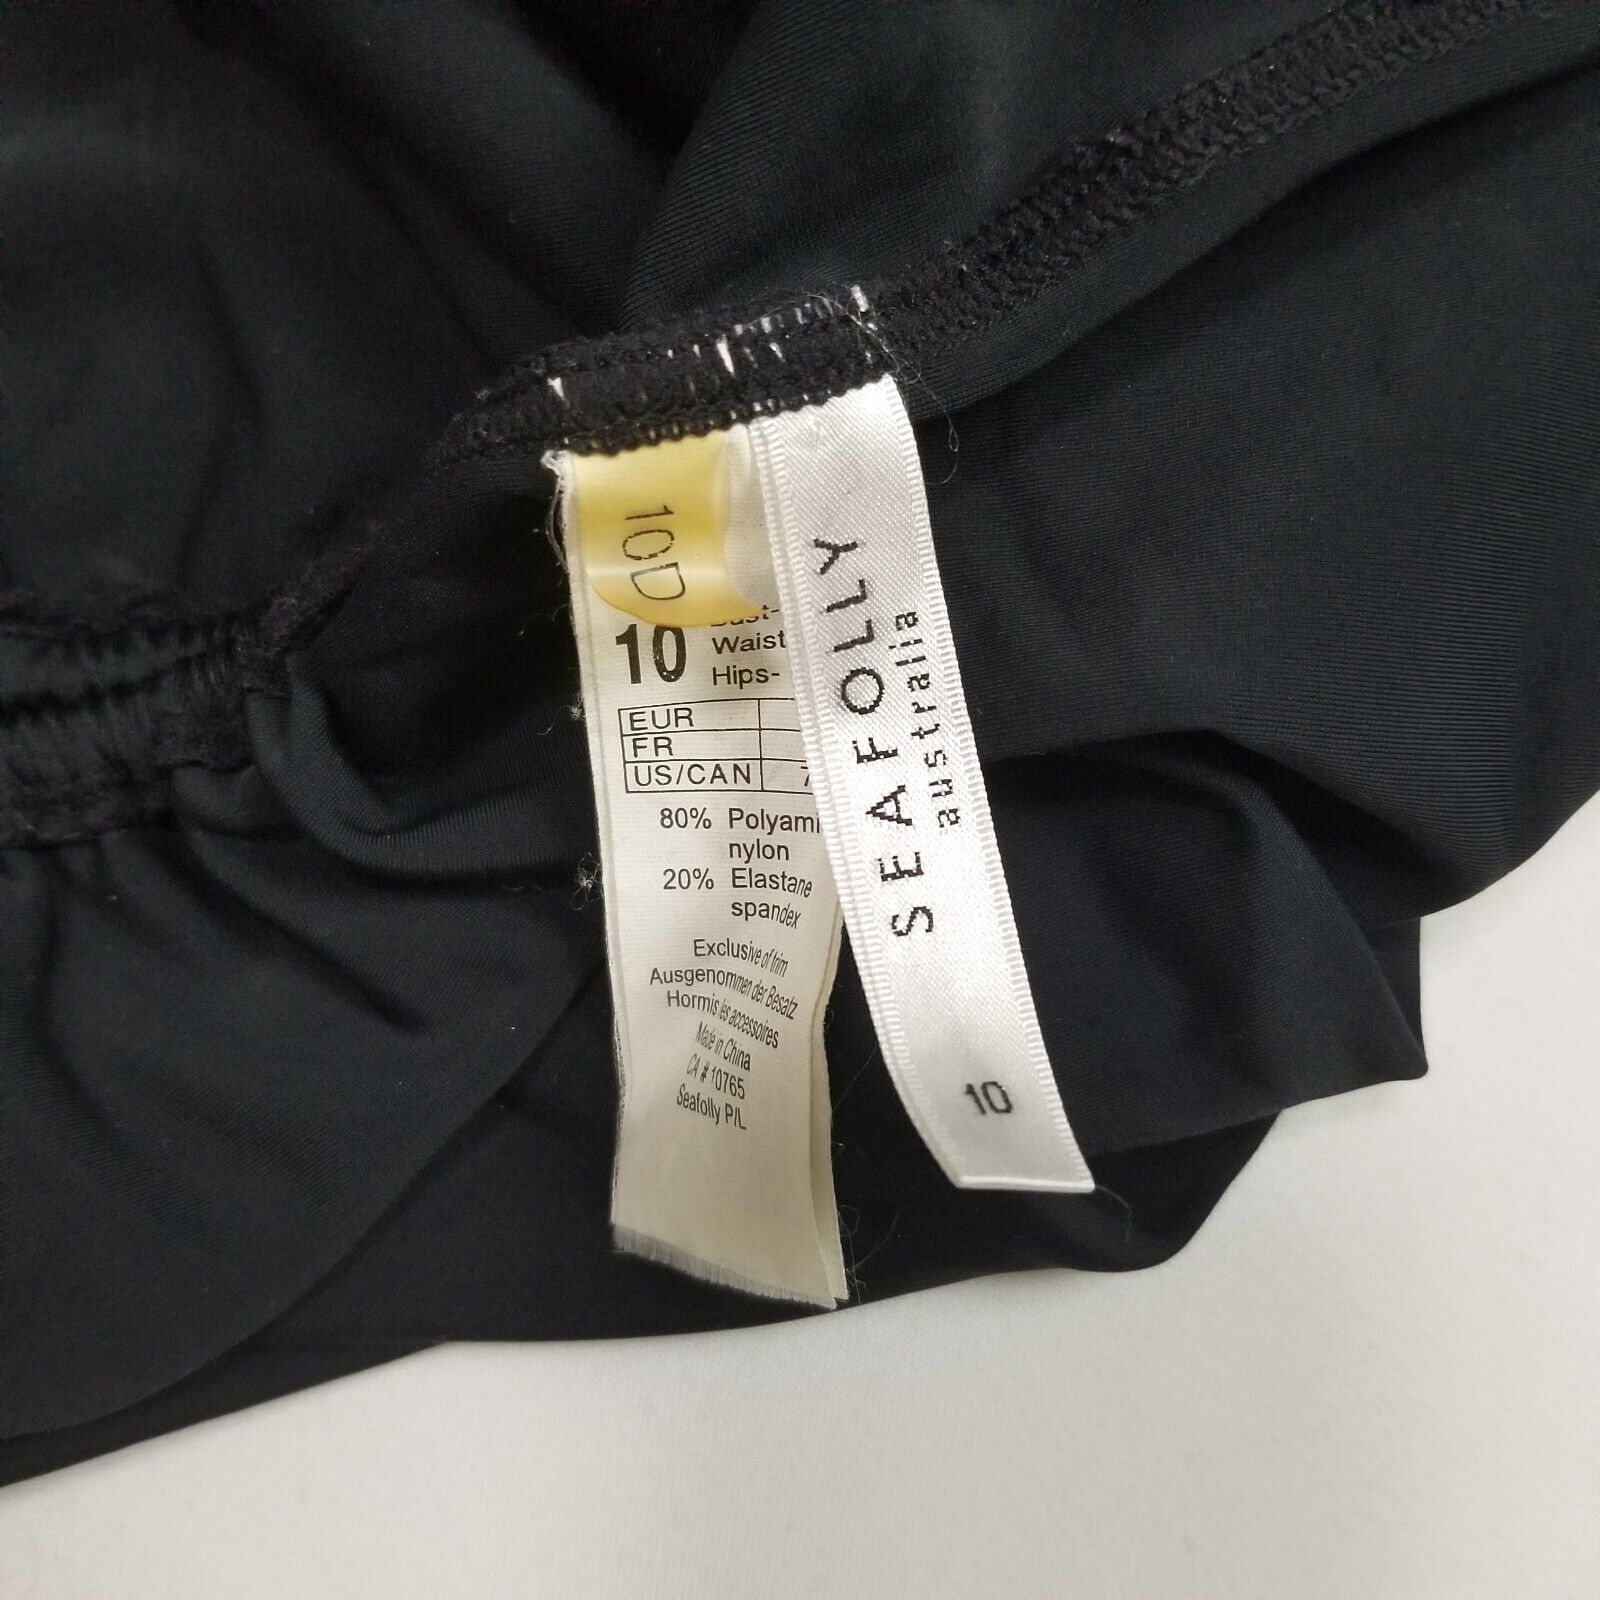 10D
10
Waist
Hips-
EUR
FR
US/CAN
80% Polyami
nylon
20% Elastane
spandex
Exclusive of trim
Ausgenommen der Besatz
Hormis les accessoires
Made in China
CA # 10765
Seafolly P/L
SEAFOLLY
australia
10